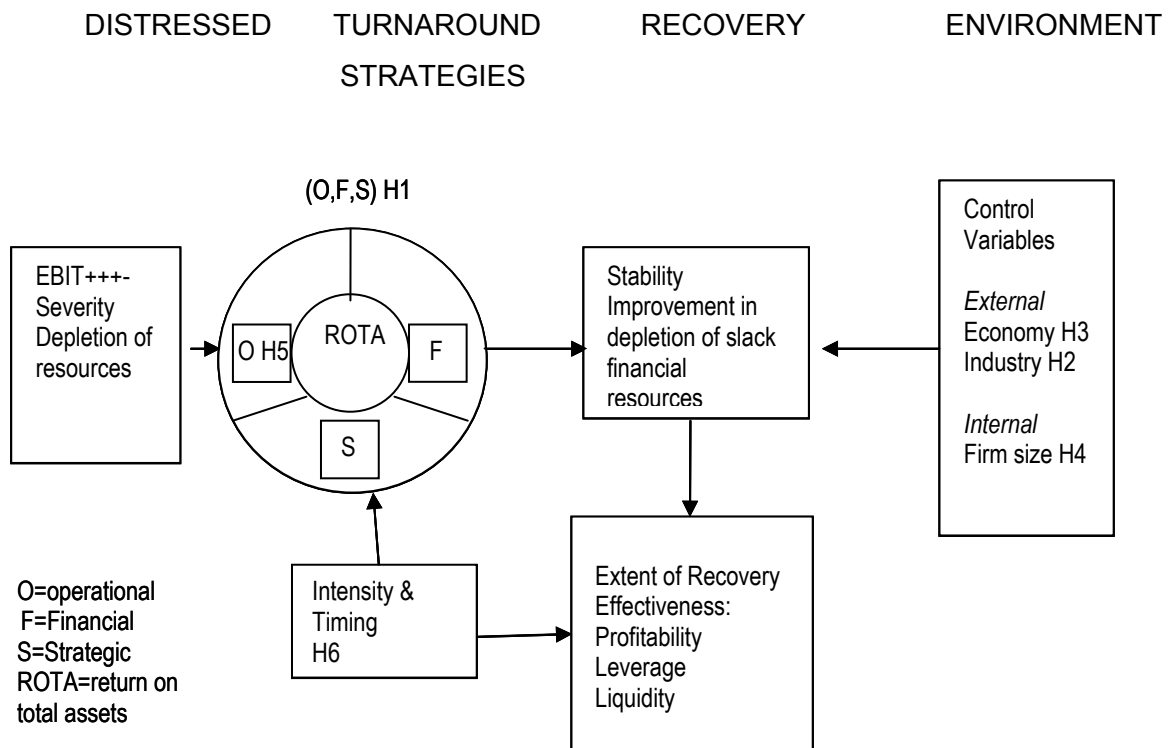 DISTRESSED TURNAROUND RECOVERY ENVIRONMENT
STRATEGIES
(O,F,S) H1
EBIT+++-
Severity
Depletion of
resources
O H5
ROTA
F
S
Stability
Improvement in
depletion of slack
financial
resources
Control
Variables
External
Economy H3
Industry H2
Internal
Firm size H4
O=operational
F=Financial
S=Strategic
ROTA=return on
total assets
Intensity &
Timing
H6
Extent of Recovery
Effectiveness:
Profitability
Leverage
Liquidity